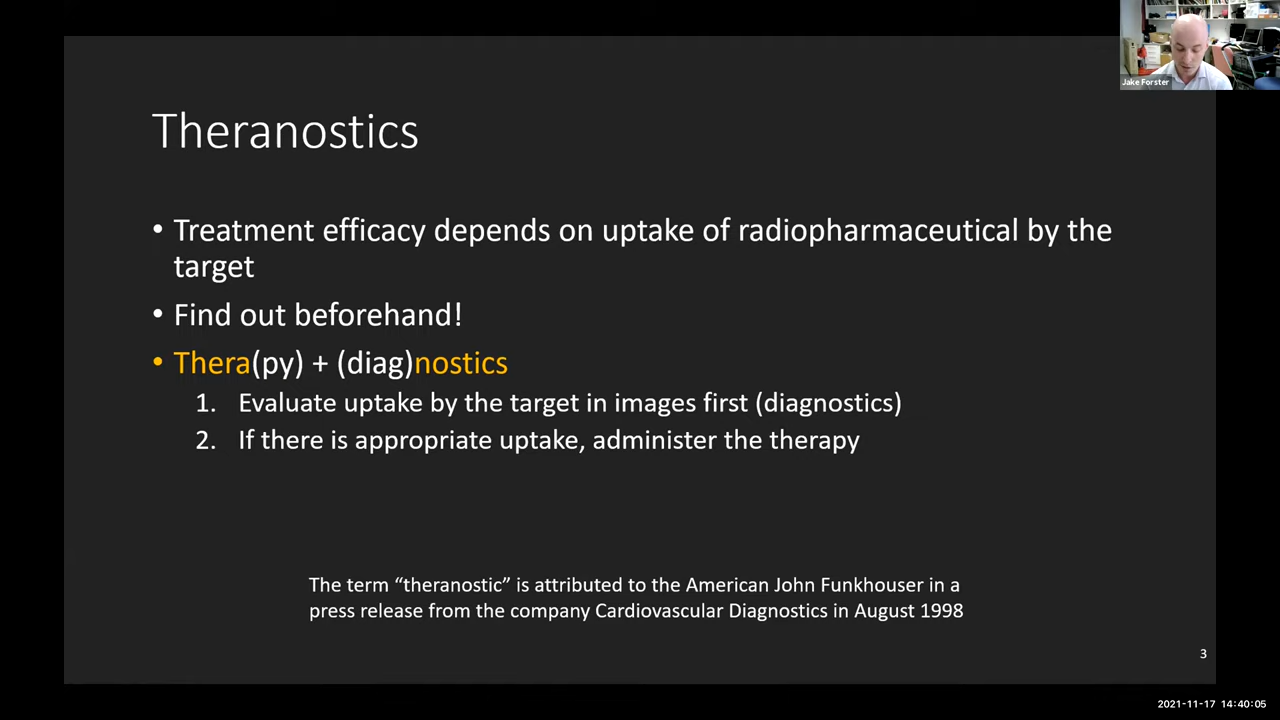 Jake Forster
Theranostics
• Treatment efficacy depends on uptake of radiopharmaceutical by the
target
• Find out beforehand!
• Thera(py) + (diag)nostics
1. Evaluate uptake by the target in images first (diagnostics)
2. If there is appropriate uptake, administer the therapy
The term “theranostic” is attributed to the American John Funkhouser in a
press release from the company Cardiovascular Diagnostics in August 1998
3
2021-11-17 14:40:05